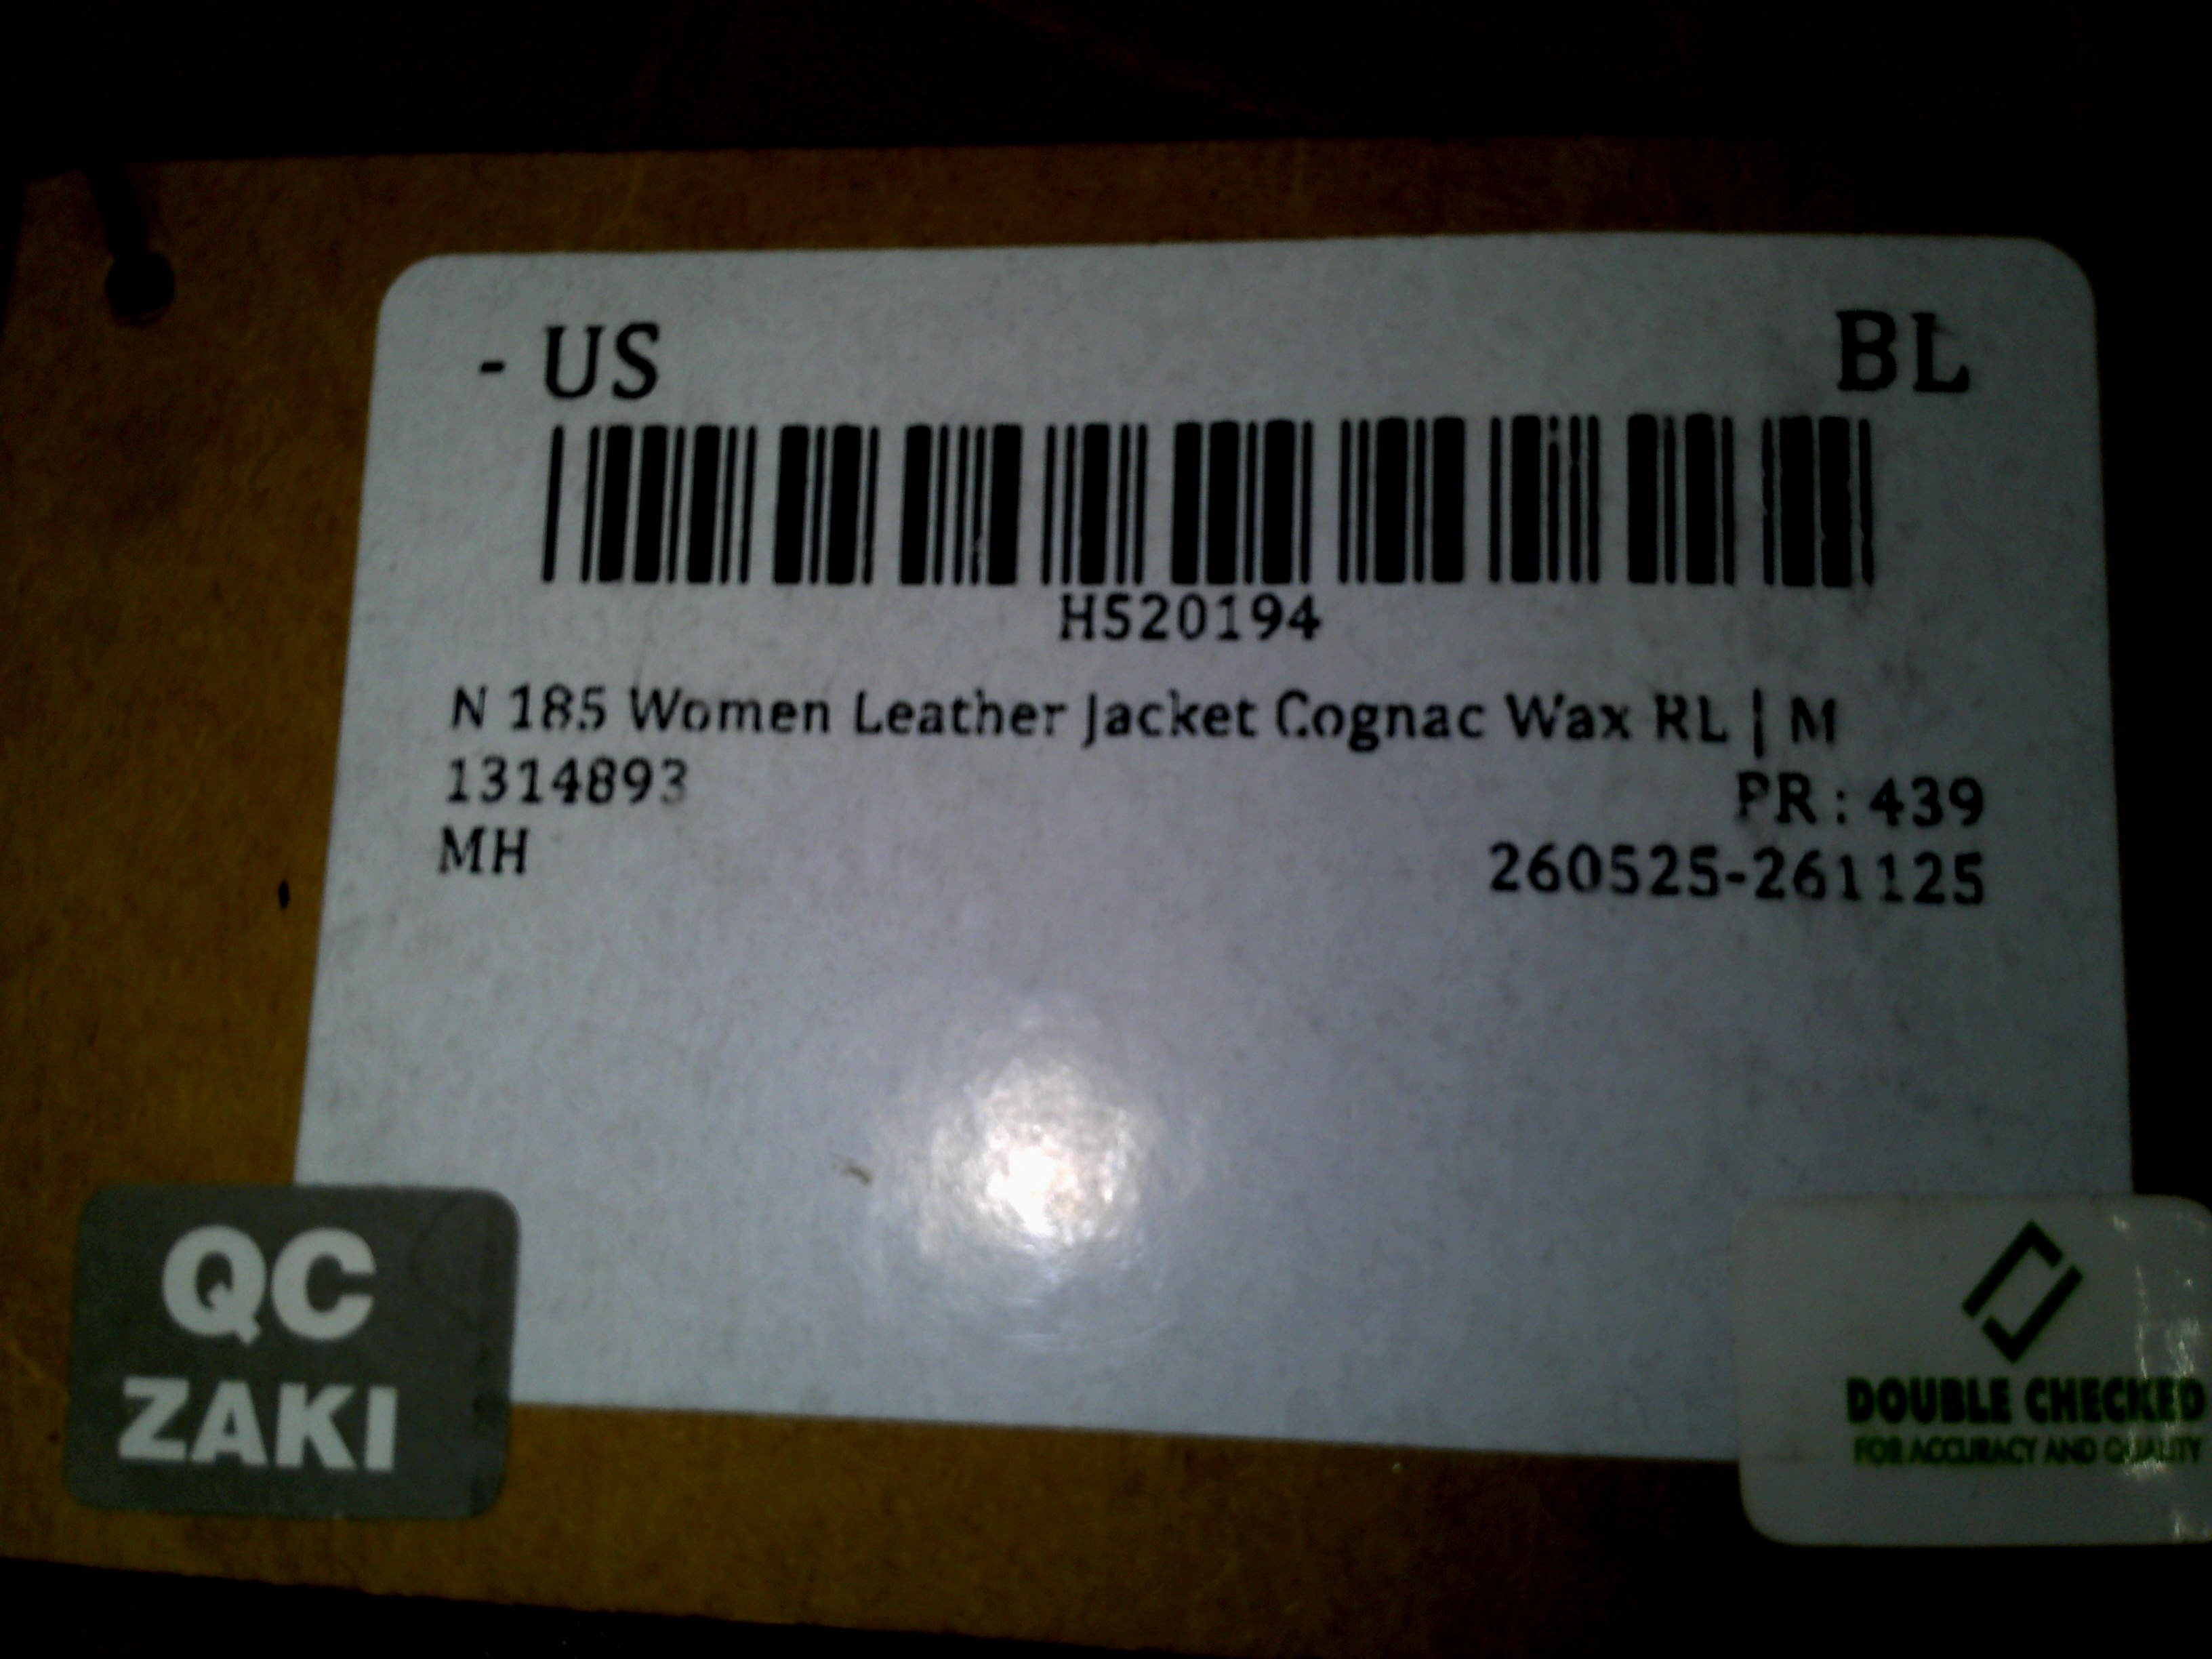 - US BL
H520194
N 185 Women Leather Jacket Cognac Wax RL | M
1314893 PR : 439
MH 260525-261125
QC
ZAKI
DOUBLE CHECKED
FOR ACCURACY AND QUALITY